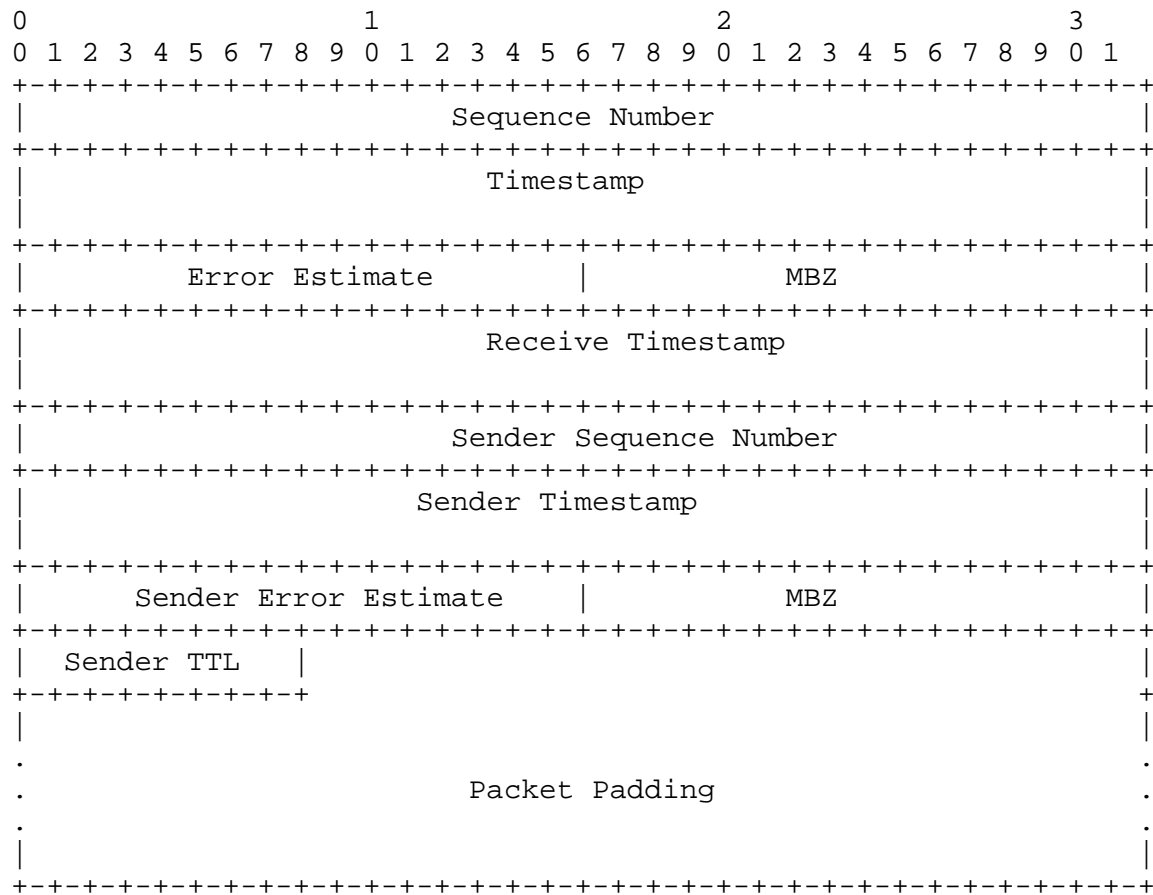 0                   1                   2                   3
0 1 2 3 4 5 6 7 8 9 0 1 2 3 4 5 6 7 8 9 0 1 2 3 4 5 6 7 8 9 0 1
+-+-+-+-+-+-+-+-+-+-+-+-+-+-+-+-+-+-+-+-+-+-+-+-+-+-+-+-+-+-+-+-+
|                        Sequence Number                        |
+-+-+-+-+-+-+-+-+-+-+-+-+-+-+-+-+-+-+-+-+-+-+-+-+-+-+-+-+-+-+-+-+
|                          Timestamp                            |
|                                                               |
+-+-+-+-+-+-+-+-+-+-+-+-+-+-+-+-+-+-+-+-+-+-+-+-+-+-+-+-+-+-+-+-+
|         Error Estimate        |           MBZ                 |
+-+-+-+-+-+-+-+-+-+-+-+-+-+-+-+-+-+-+-+-+-+-+-+-+-+-+-+-+-+-+-+-+
|                          Receive Timestamp                    |
|                                                               |
+-+-+-+-+-+-+-+-+-+-+-+-+-+-+-+-+-+-+-+-+-+-+-+-+-+-+-+-+-+-+-+-+
|                        Sender Sequence Number                 |
+-+-+-+-+-+-+-+-+-+-+-+-+-+-+-+-+-+-+-+-+-+-+-+-+-+-+-+-+-+-+-+-+
|                      Sender Timestamp                         |
|                                                               |
+-+-+-+-+-+-+-+-+-+-+-+-+-+-+-+-+-+-+-+-+-+-+-+-+-+-+-+-+-+-+-+-+
|      Sender Error Estimate    |           MBZ                 |
+-+-+-+-+-+-+-+-+-+-+-+-+-+-+-+-+-+-+-+-+-+-+-+-+-+-+-+-+-+-+-+-+
|  Sender TTL   |                                               |
+-+-+-+-+-+-+-+-+                                               +
|                                                               |
.                                                               .
.                         Packet Padding                        .
.                                                               .
|                                                               |
+-+-+-+-+-+-+-+-+-+-+-+-+-+-+-+-+-+-+-+-+-+-+-+-+-+-+-+-+-+-+-+-+